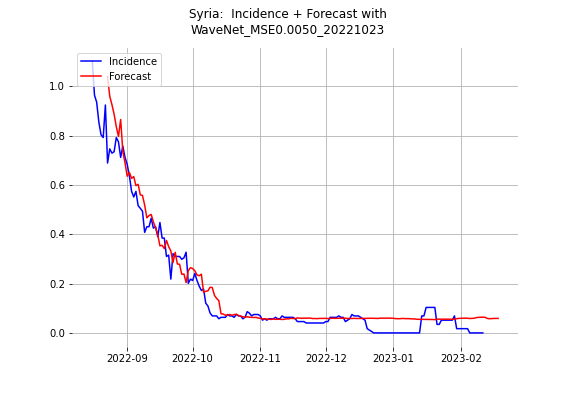 Syria:  Incidence + Forecast with
WaveNet_MSE0.0050_20221023
Incidence
Forecast
1.0
0.8
0.6
0.4
0.2
0.0
2022-09 2022-10 2022-11 2022-12 2023-01 2023-02